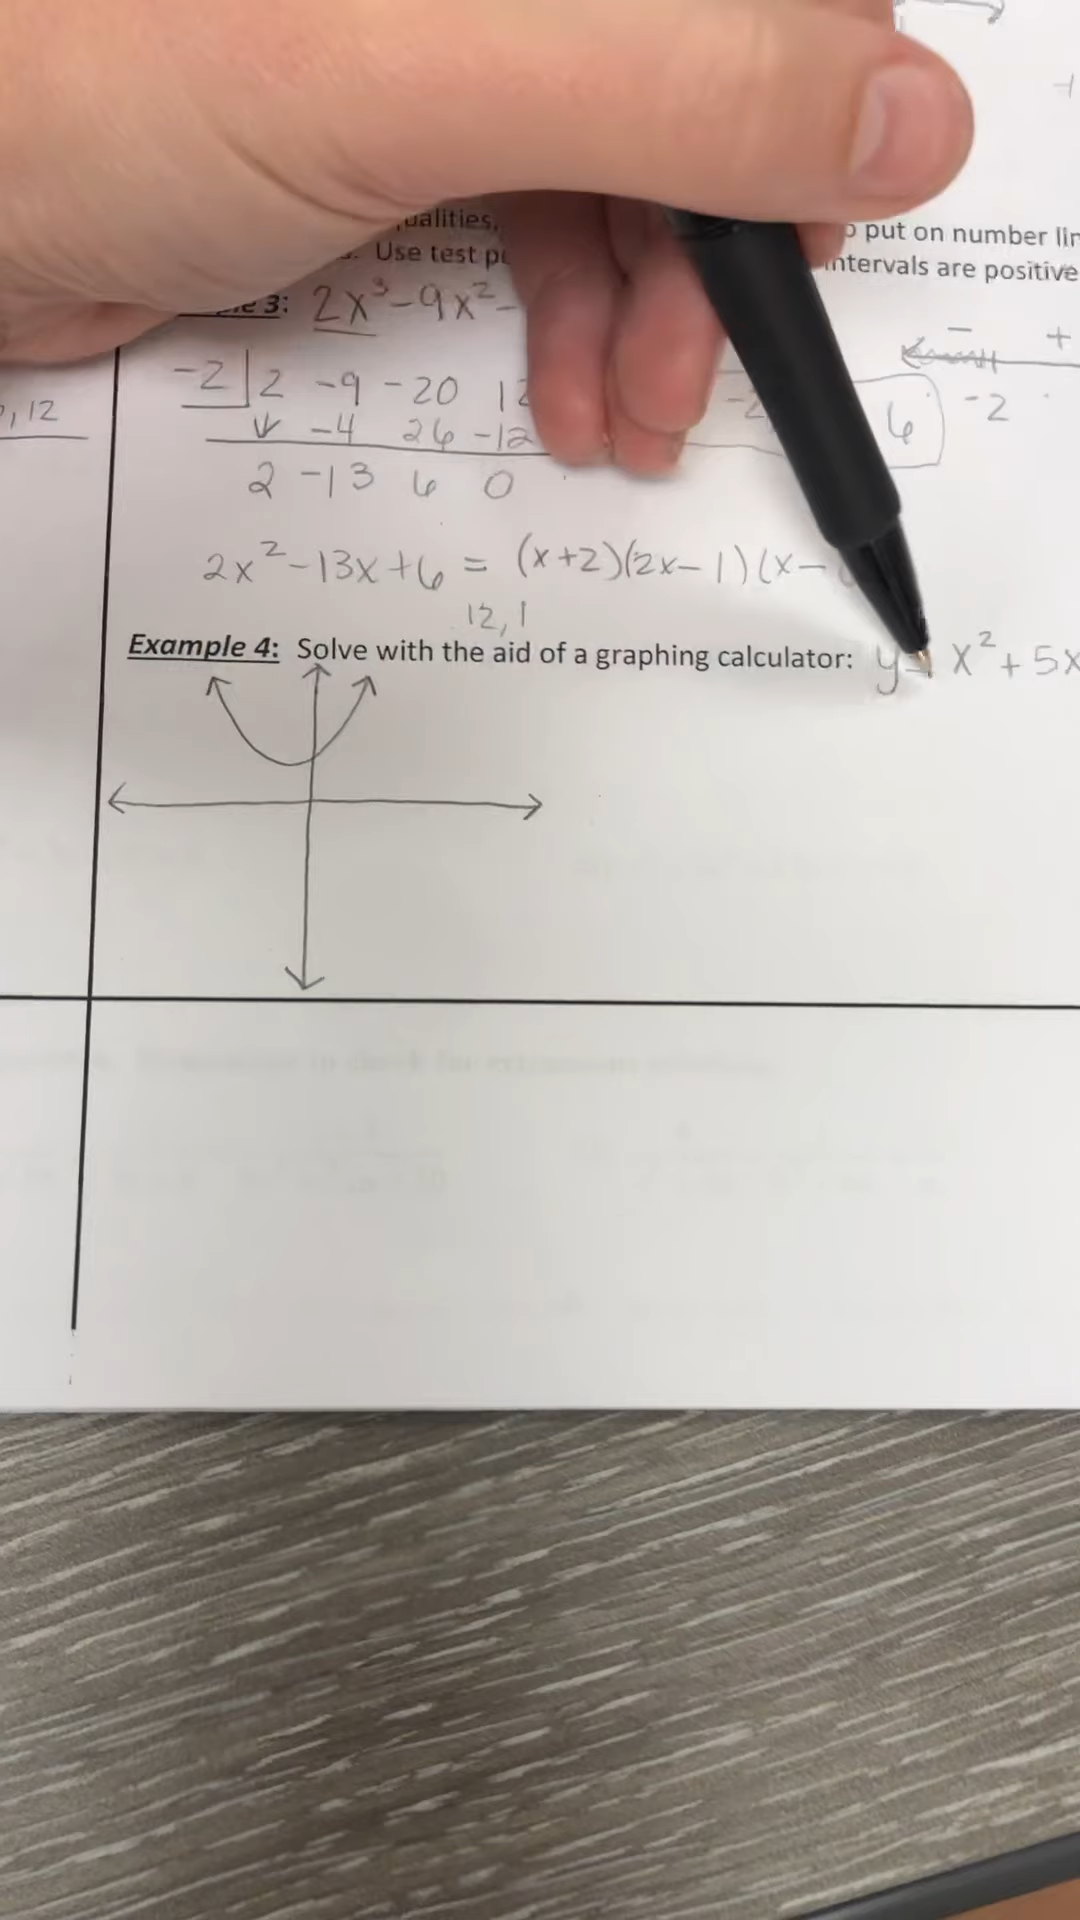 ualities,
put on number lin
Use test
intervals are positive
3: 2x³-9x²-
- +
-2 2 -9 -20 12
-2 6 -2
, 12
-4 26 -12
2 -13 6 0
2x²-13x+6 = (x+2)(2x-1)(x-
12, 1
Example 4: Solve with the aid of a graphing calculator: y= x²+5x